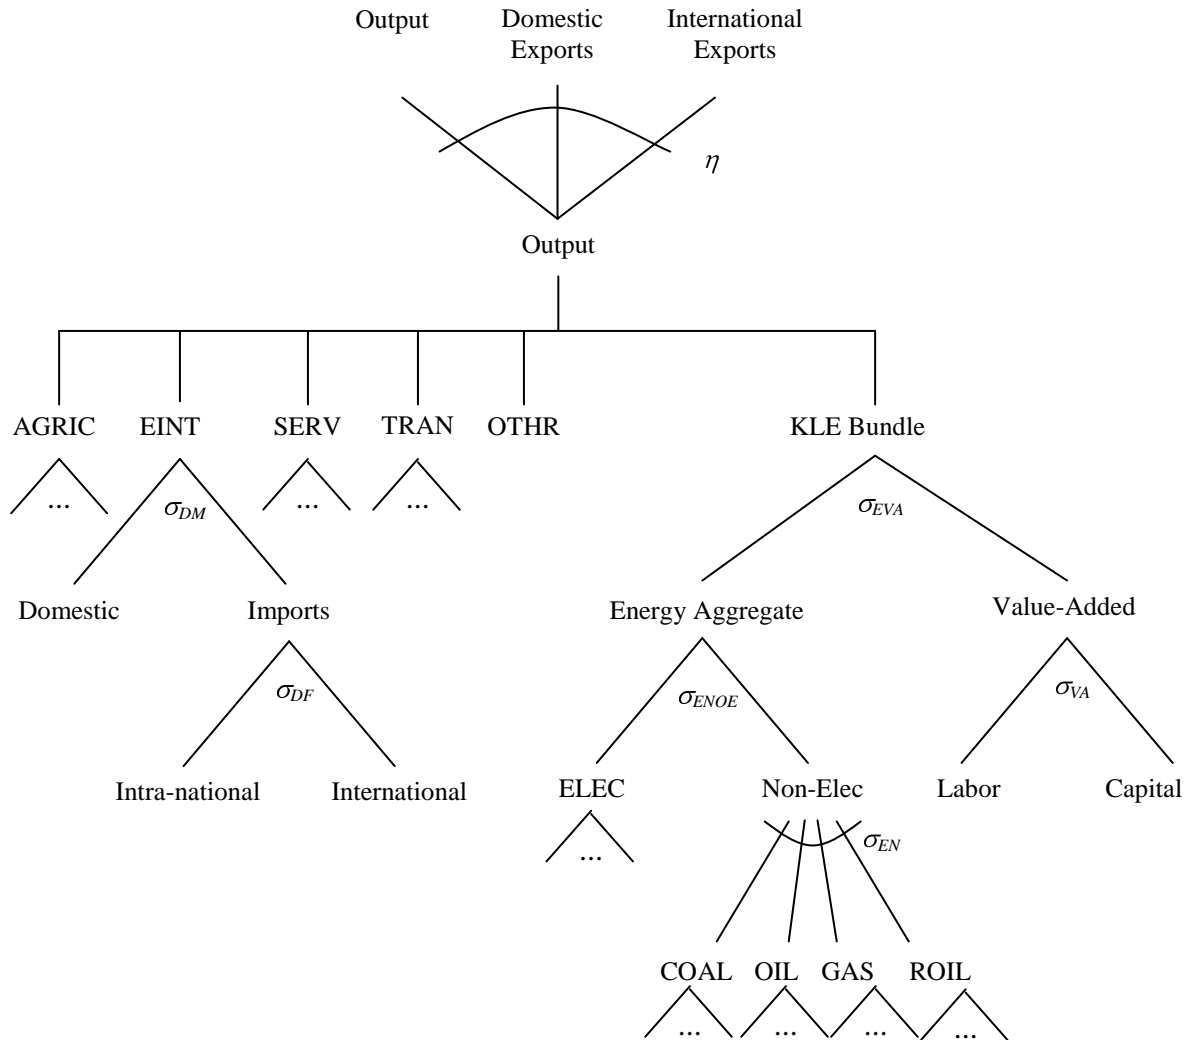 Output
Domestic
Exports
International
Exports
η
Output
AGRIC EINT SERV TRAN OTHR KLE Bundle
... σDM ... ... σEVA
Domestic Imports Energy Aggregate Value-Added
σDF σENOE σVA
Intra-national International ELEC Non-Elec Labor Capital
... σEN
COAL OIL GAS ROIL
... ... ... ...